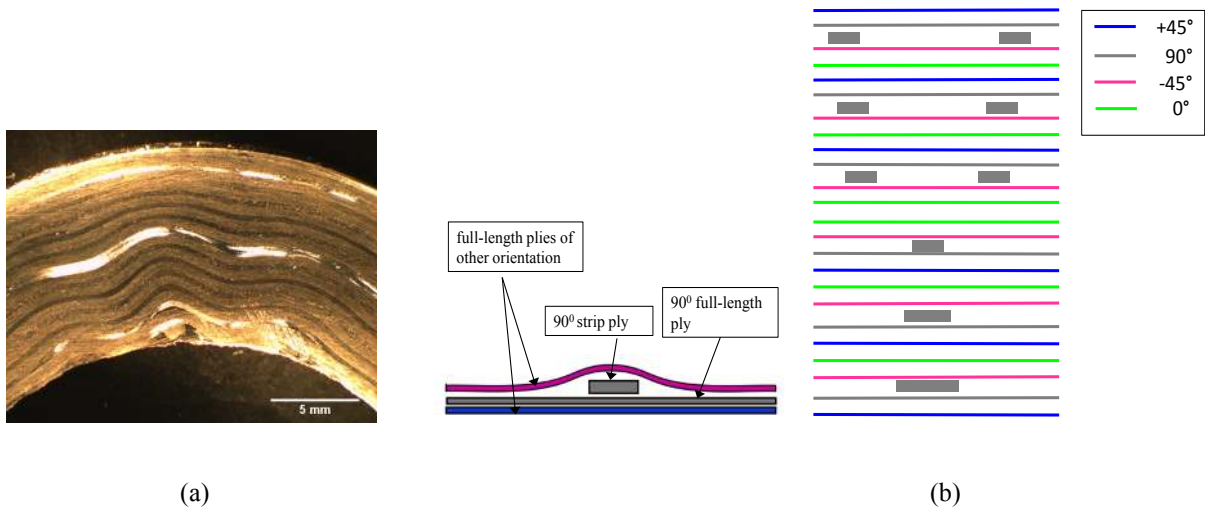 +45°
90°
-45°
0°
full-length plies of
other orientation
90⁰ strip ply
90⁰ full-length
ply
5 mm
(a)
(b)